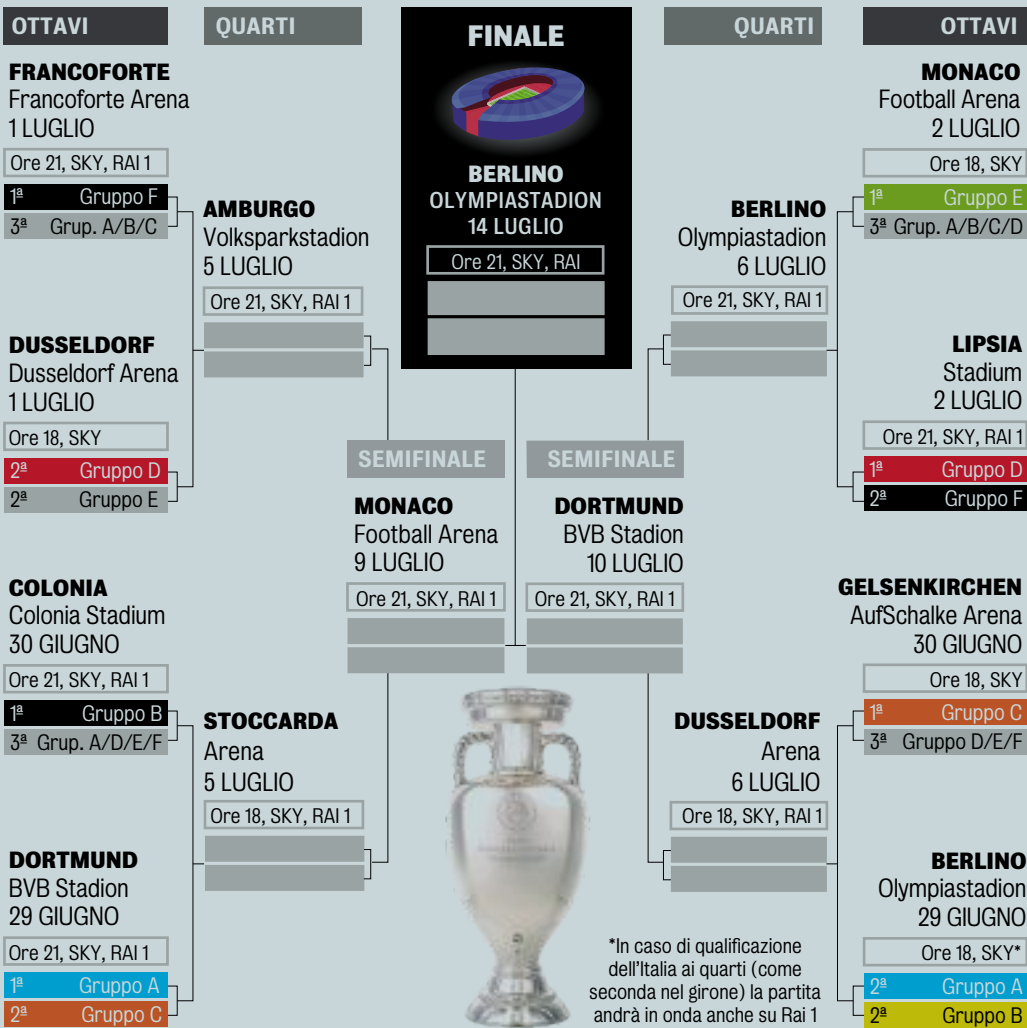 OTTAVI
FRANCOFORTE
Francoforte Arena
1 LUGLIO
Ore 21, SKY, RAI 1
1ª Gruppo F
3ª Grup. A/B/C
DUSSELDORF
Dusseldorf Arena
1 LUGLIO
Ore 18, SKY
2ª Gruppo D
2ª Gruppo E
COLONIA
Colonia Stadium
30 GIUGNO
Ore 21, SKY, RAI 1
1ª Gruppo B
3ª Grup. A/D/E/F
DORTMUND
BVB Stadion
29 GIUGNO
Ore 21, SKY, RAI 1
1ª Gruppo A
2ª Gruppo C
QUARTI
AMBURGO
Volksparkstadion
5 LUGLIO
Ore 21, SKY, RAI 1
STOCCARDA
Arena
5 LUGLIO
Ore 18, SKY, RAI 1
SEMIFINALE
MONACO
Football Arena
9 LUGLIO
Ore 21, SKY, RAI 1
FINALE
BERLINO
OLYMPIASTADION
14 LUGLIO
Ore 21, SKY, RAI
SEMIFINALE
DORTMUND
BVB Stadion
10 LUGLIO
Ore 21, SKY, RAI 1
QUARTI
BERLINO
Olympiastadion
6 LUGLIO
Ore 21, SKY, RAI 1
DUSSELDORF
Arena
6 LUGLIO
Ore 18, SKY, RAI 1
OTTAVI
MONACO
Football Arena
2 LUGLIO
Ore 18, SKY
1ª Gruppo E
3ª Grup. A/B/C/D
LIPSIA
Stadium
2 LUGLIO
Ore 21, SKY, RAI 1
1ª Gruppo D
2ª Gruppo F
GELSENKIRCHEN
AufSchalke Arena
30 GIUGNO
Ore 18, SKY
1ª Gruppo C
3ª Gruppo D/E/F
BERLINO
Olympiastadion
29 GIUGNO
Ore 18, SKY*
2ª Gruppo A
2ª Gruppo B
*In caso di qualificazione
dell'Italia ai quarti (come
seconda nel girone) la partita
andrà in onda anche su Rai 1